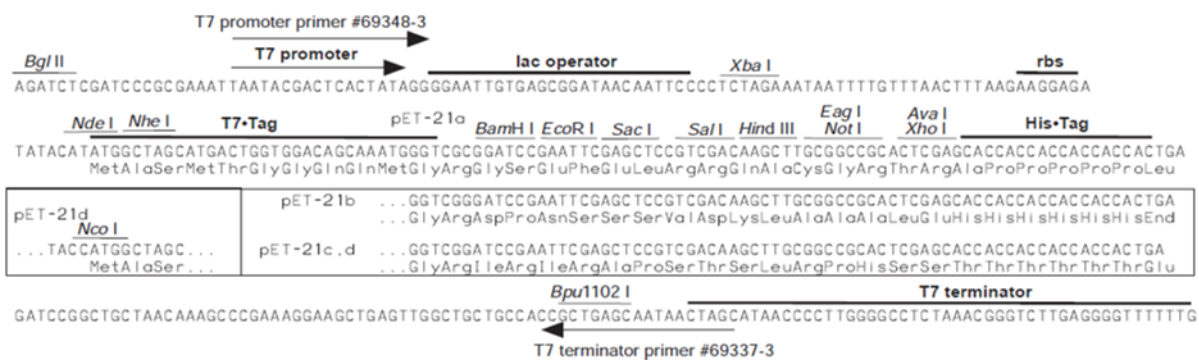 T7 promoter primer #69348-3
Bgl II T7 promoter lac operator Xba I rbs
AGATCTCGATCCCGCGAAATTAATACGACTCACTATAGGGGAATTGTGAGCGGATAACAATTCCCCTCTAGAAATAATTTTGTTTAACTTTAAGAAGGAGA
Nde I Nhe I T7•Tag pET-21a BamH I EcoR I Sac I Sal I Hind III Eag I Not I Ava I Xho I His•Tag
TATACATATGGCTAGCATGACTGGTGGACAGCAAATGGGTCGCGGATCCGAATTCGAGCTCCGTCGACAAGCTTGCGGCCGCACTCGAGCACCACCACCACCACCACTGA
MetAlaSerMetThrGlyGlyGlnGlnMetGlyArgGlySerGluPheGluLeuArgArgGlnAlaCysGlyArgThrArgAlaProProProProProLeu
pET-21b ...GGTCGGGATCCGAATTCGAGCTCCGTCGACAAGCTTGCGGCCGCACTCGAGCACCACCACCACCACCACTGA
...GlyArgAspProAsnSerSerSerValAspLysLeuAlaAlaAlaLeuGluHisHisHisHisHisHisEnd
pET-21d
Nco I
...TACCATGGCTAGC...
MetAlaSer...
pET-21c,d ...GGTCGGATCCGAATTCGAGCTCCGTCGACAAGCTTGCGGCCGCACTCGAGCACCACCACCACCACCACTGA
...GlyArgIleArgIleArgAlaProSerThrSerLeuArgProHisSerSerThrThrThrThrThrThrGlu
Bpu1102 I T7 terminator
GATCCGGCTGCTAACAAAGCCCGAAAGGAAGCTGAGTTGGCTGCTGCCACCGCTGAGCAATAACTAGCATAACCCCTTGGGGCCTCTAAACGGGTCTTGAGGGGTTTTTTG
T7 terminator primer #69337-3